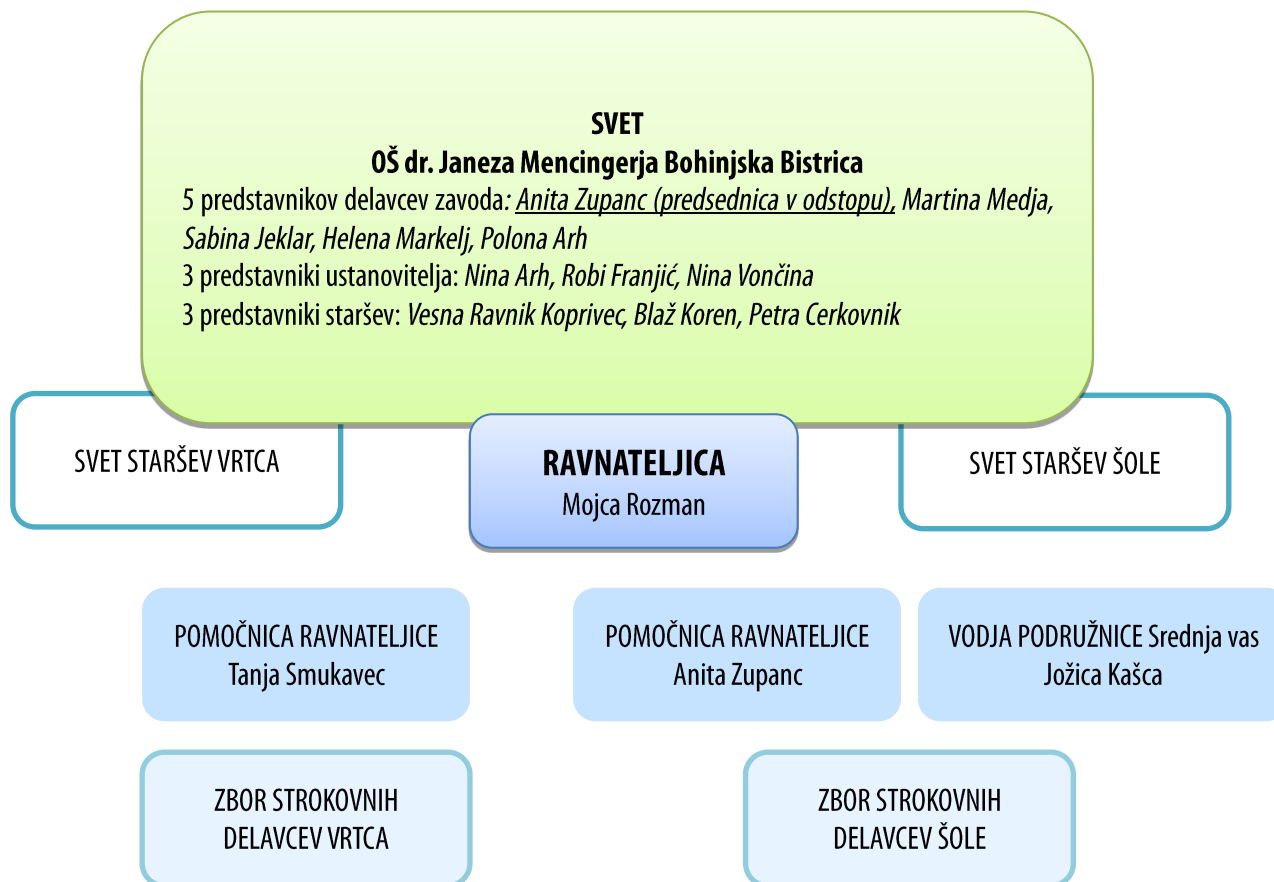 SVET
OŠ dr. Janeza Mencingerja Bohinjska Bistrica
5 predstavnikov delavcev zavoda: Anita Zupanc (predsednica v odstopu), Martina Medja,
Sabina Jeklar, Helena Markelj, Polona Arh
3 predstavniki ustanovitelja: Nina Arh, Robi Franjić, Nina Vončina
3 predstavniki staršev: Vesna Ravnik Koprivec, Blaž Koren, Petra Cerkovnik
SVET STARŠEV VRTCA
RAVNATELJICA
Mojca Rozman
SVET STARŠEV ŠOLE
POMOČNICA RAVNATELJICE
Tanja Smukavec
POMOČNICA RAVNATELJICE
Anita Zupanc
VODJA PODRUŽNICE Srednja vas
Jožica Kašca
ZBOR STROKOVNIH
DELAVCEV VRTCA
ZBOR STROKOVNIH
DELAVCEV ŠOLE